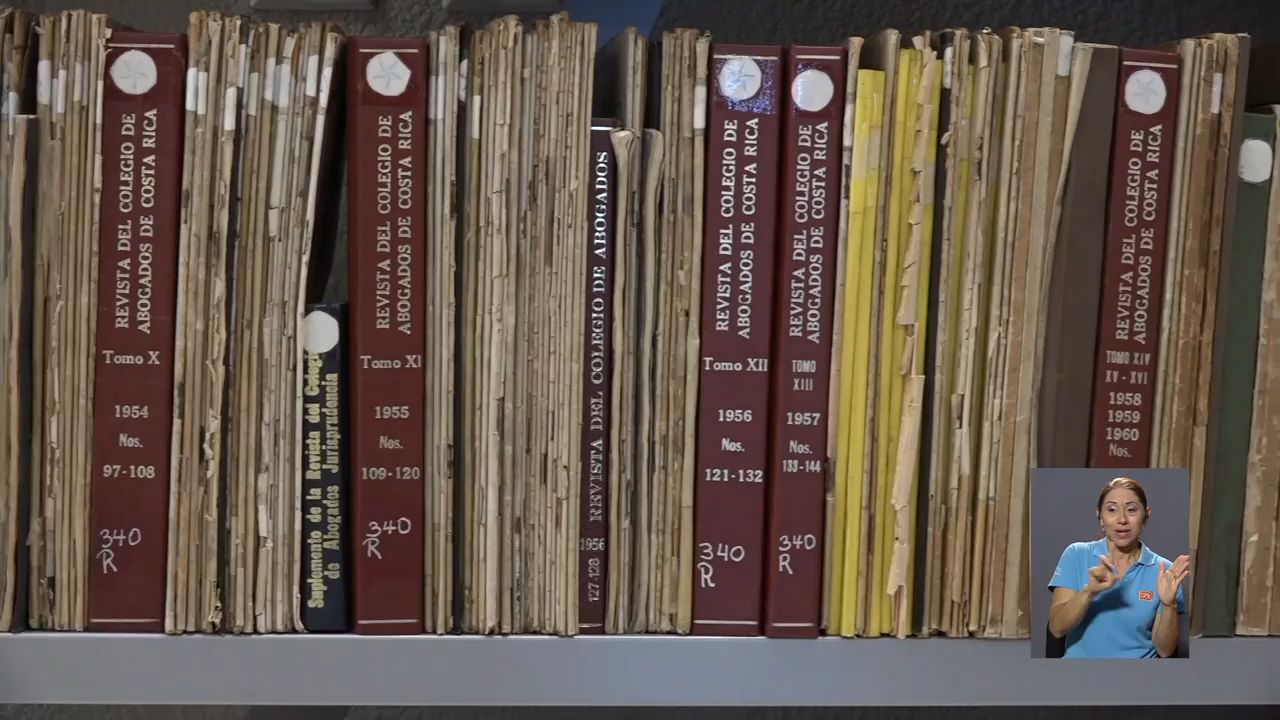 REVISTA DEL COLEGIO DE
ABOGADOS DE COSTA RICA
Tomo X
1954
Nos.
97-108
340
R
Suplemento de la Revista del Colegio
de Abogados Jurisprudencia
REVISTA DEL COLEGIO DE
ABOGADOS DE COSTA RICA
Tomo XI
1955
Nos.
109-120
340
R
REVISTA DEL COLEGIO DE ABOGADOS
1956
127-128
REVISTA DEL COLEGIO DE
ABOGADOS DE COSTA RICA
Tomo XII
1956
Nos.
121-132
340
R
REVISTA DEL COLEGIO DE
ABOGADOS DE COSTA RICA
TOMO
XIII
1957
Nos.
133-144
340
R
REVISTA DEL COLEGIO DE
ABOGADOS DE COSTA RICA
TOMO XIV
XV - XVI
1958
1959
1960
Nos.